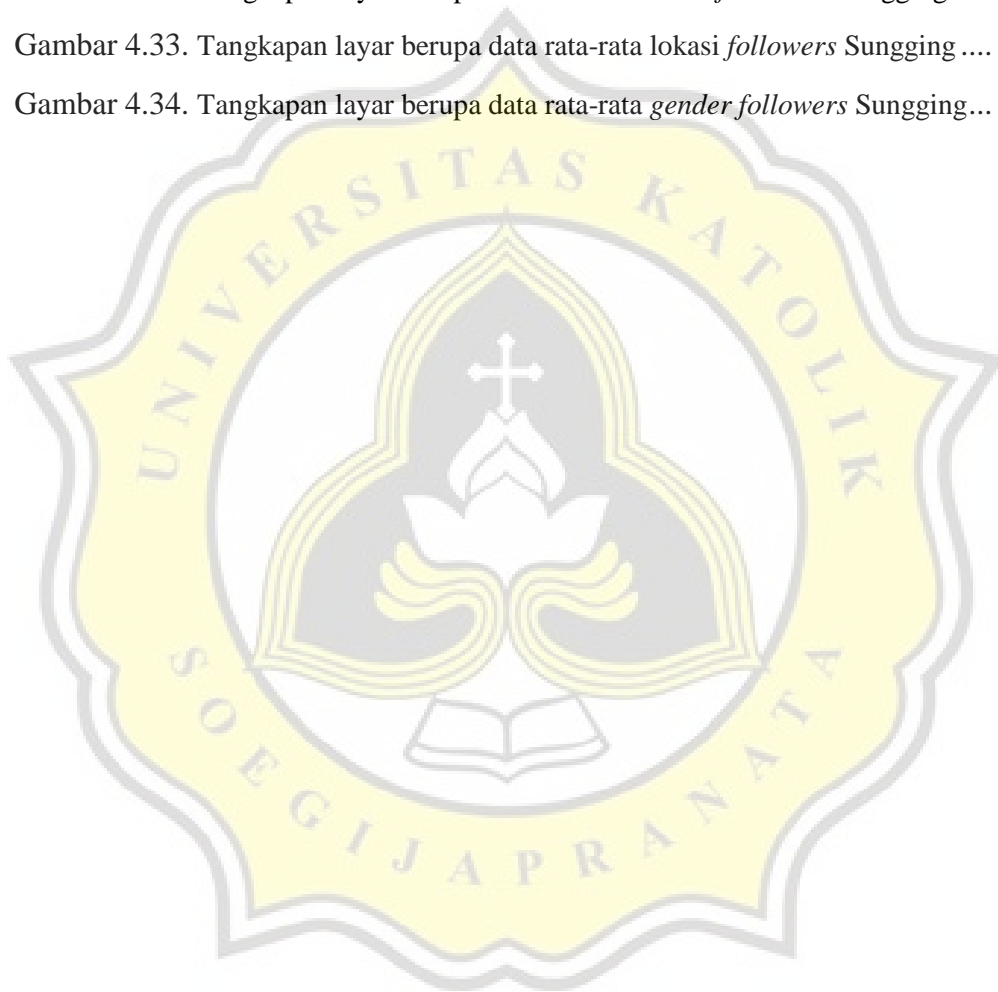 Gambar 4.33. Tangkapan layar berupa data rata-rata lokasi followers Sungging ....
Gambar 4.34. Tangkapan layar berupa data rata-rata gender followers Sungging...
UNIVERSITAS KATOLIK
SOEGIJAPRANATA